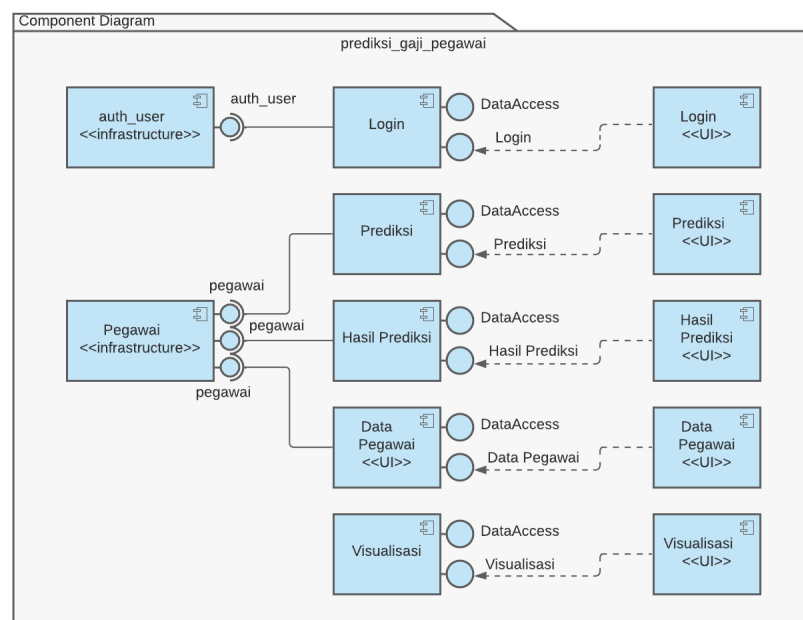 Component Diagram
prediksi_gaji_pegawai
auth_user
<<infrastructure>>
auth_user
Login
DataAccess
Login
Login
<<UI>>
Prediksi
DataAccess
Prediksi
Prediksi
<<UI>>
pegawai
pegawai
pegawai
Pegawai
<<infrastructure>>
Hasil Prediksi
DataAccess
Hasil Prediksi
Hasil
Prediksi
<<UI>>
Data
Pegawai
<<UI>>
DataAccess
Data Pegawai
Data
Pegawai
<<UI>>
Visualisasi
DataAccess
Visualisasi
Visualisasi
<<UI>>